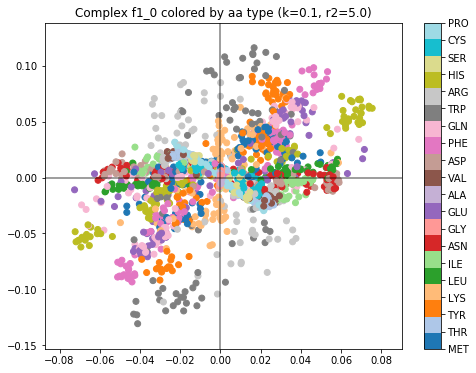 Complex f1_0 colored by aa type (k=0.1, r2=5.0)
0.10
0.05
0.00
−0.05
−0.10
−0.15
−0.08
−0.06
−0.04
−0.02
0.00
0.02
0.04
0.06
0.08
PRO
CYS
SER
HIS
ARG
TRP
GLN
PHE
ASP
VAL
ALA
GLU
GLY
ASN
ILE
LEU
LYS
TYR
THR
MET